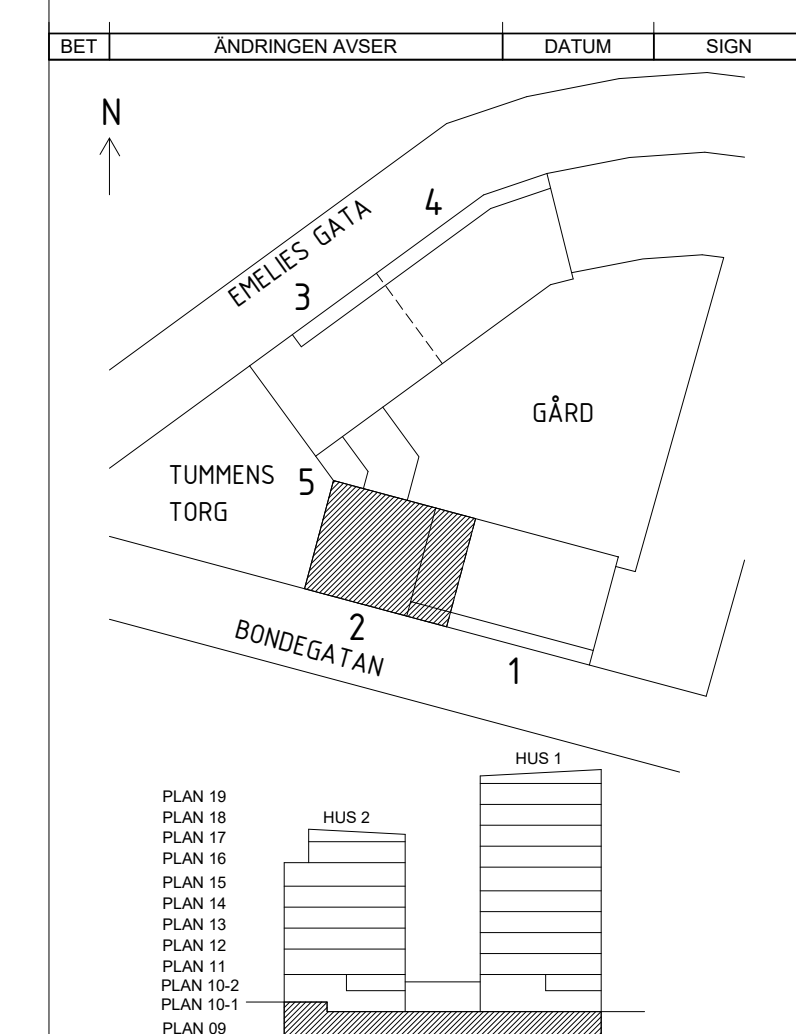 BET ÄNDRINGEN AVSER DATUM SIGN
N
4
EMELIES GATA
3
GÅRD
TUMMENS
TORG
5
2
BONDEGATAN
1
HUS 1
PLAN 19
PLAN 18
HUS 2
PLAN 17
PLAN 16
PLAN 15
PLAN 14
PLAN 13
PLAN 12
PLAN 11
PLAN 10-2
PLAN 10-1
PLAN 09